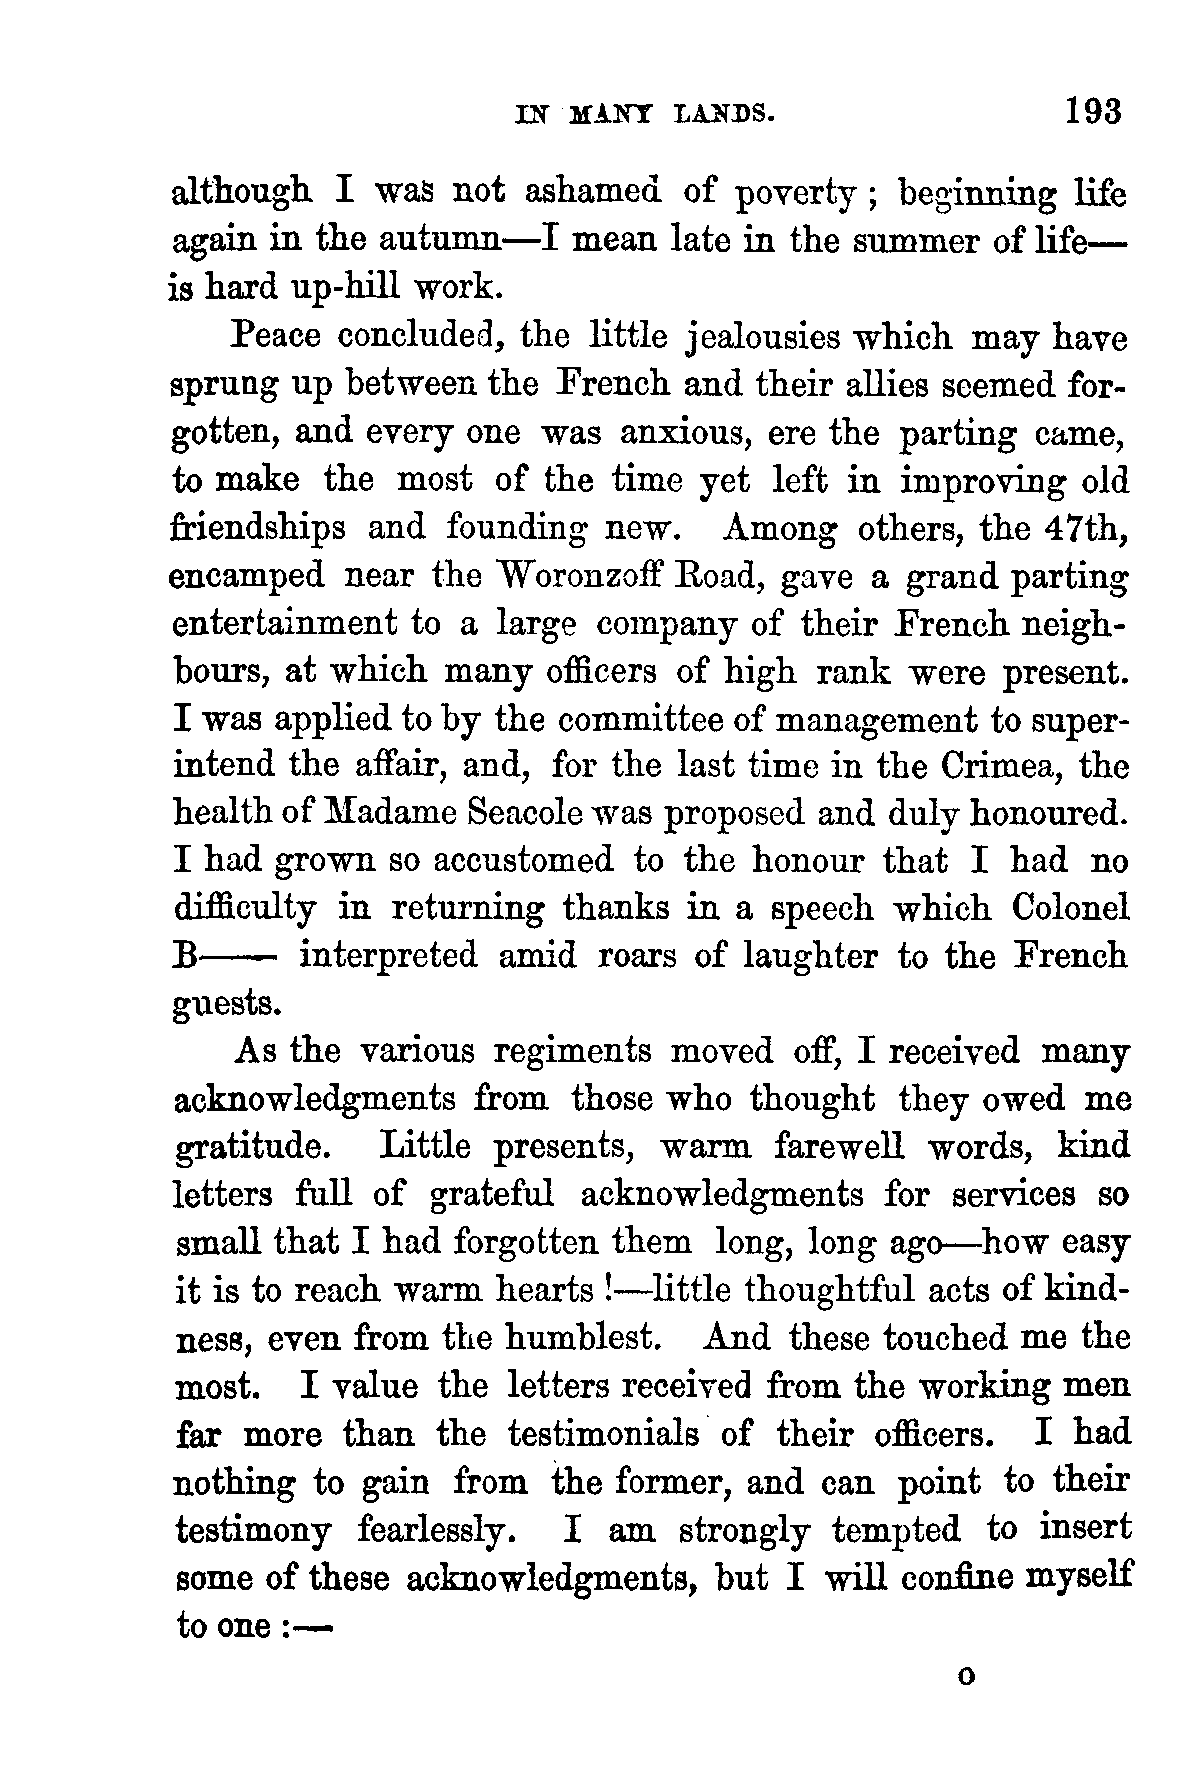 IN MANY LANDS. 193
although I was not ashamed of poverty ; beginning life
again in the autumn—I mean late in the summer of life—
is hard up-hill work.
Peace concluded, the little jealousies which may have
sprung up between the French and their allies seemed for-
gotten, and every one was anxious, ere the parting came,
to make the most of the time yet left in improving old
friendships and founding new. Among others, the 47th,
encamped near the Woronzoff Road, gave a grand parting
entertainment to a large company of their French neigh-
bours, at which many officers of high rank were present.
I was applied to by the committee of management to super-
intend the affair, and, for the last time in the Crimea, the
health of Madame Seacole was proposed and duly honoured.
I had grown so accustomed to the honour that I had no
difficulty in returning thanks in a speech which Colonel
B—— interpreted amid roars of laughter to the French
guests.
As the various regiments moved off, I received many
acknowledgments from those who thought they owed me
gratitude. Little presents, warm farewell words, kind
letters full of grateful acknowledgments for services so
small that I had forgotten them long, long ago—how easy
it is to reach warm hearts !—little thoughtful acts of kind-
ness, even from the humblest. And these touched me the
most. I value the letters received from the working men
far more than the testimonials of their officers. I had
nothing to gain from the former, and can point to their
testimony fearlessly. I am strongly tempted to insert
some of these acknowledgments, but I will confine myself
to one :—
O